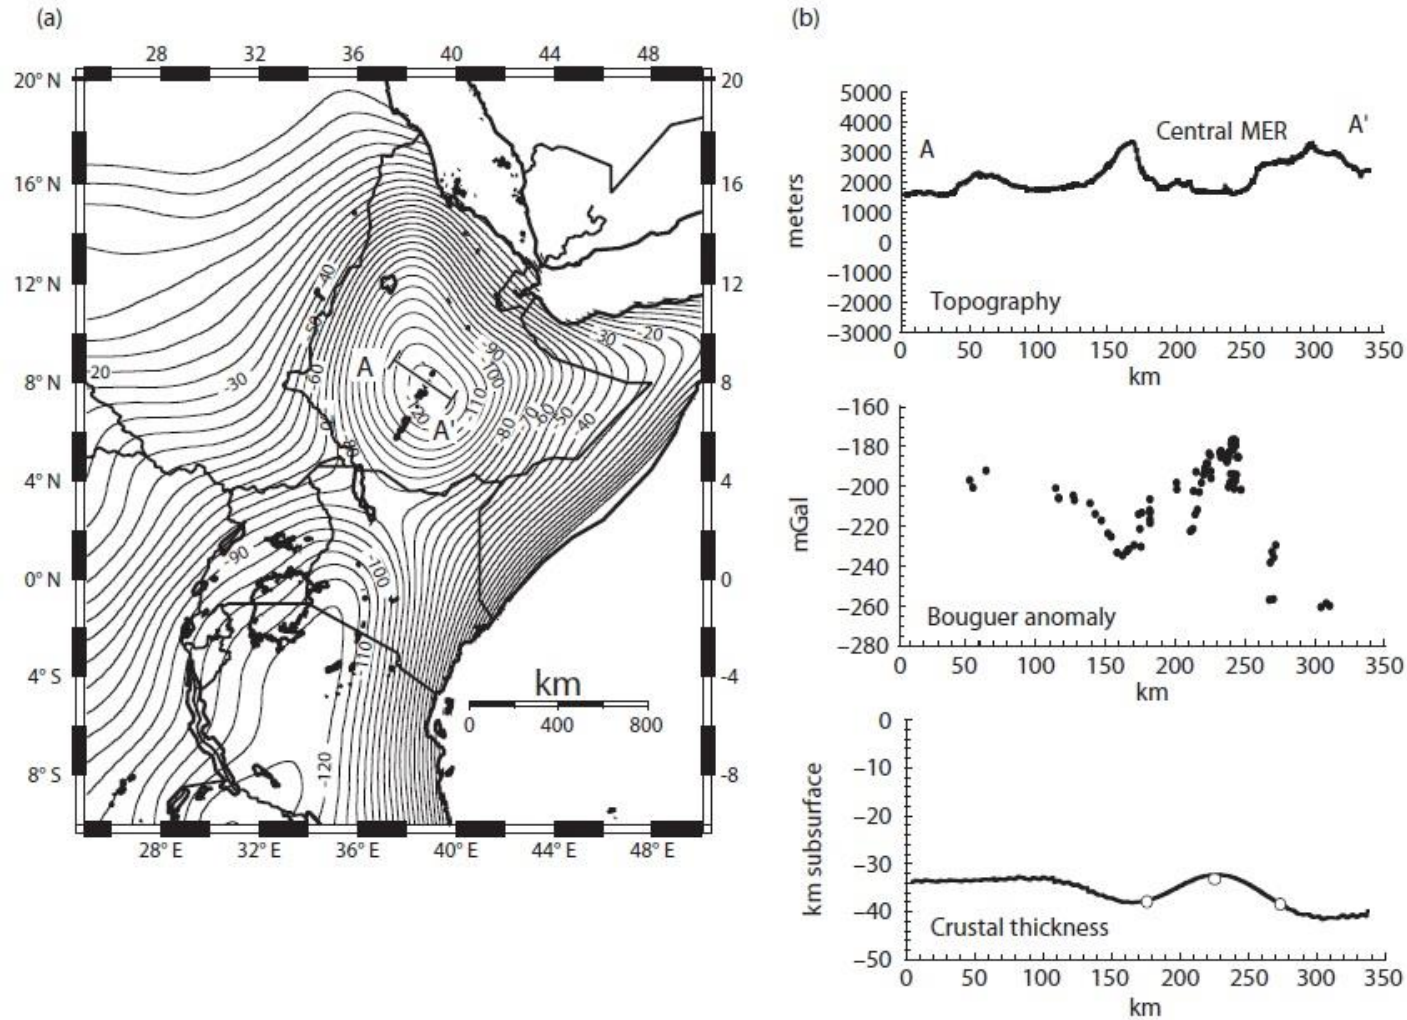 (a)
28 32 36 40 44 48
20° N
20
16° N
16
12° N
12
8° N
8
4° N
4
0° N
0
4° S
-4
8° S
-8
28° E 32° E 36° E 40° E 44° E 48° E
-40
-50
-60
-20
-30
-90
-100
-110
-30
-20
-80
-70
-60
-50
-40
A
A'
-90
-100
-110
-120
km
0 400 800
(b)
5000
4000
3000
2000
1000
0
−1000
−2000
−3000
meters
A
Central MER
A'
Topography
0 50 100 150 200 250 300 350
km
−160
−180
−200
−220
−240
−260
−280
mGal
Bouguer anomaly
0 50 100 150 200 250 300 350
km
0
−10
−20
−30
−40
−50
km subsurface
Crustal thickness
0 50 100 150 200 250 300 350
km